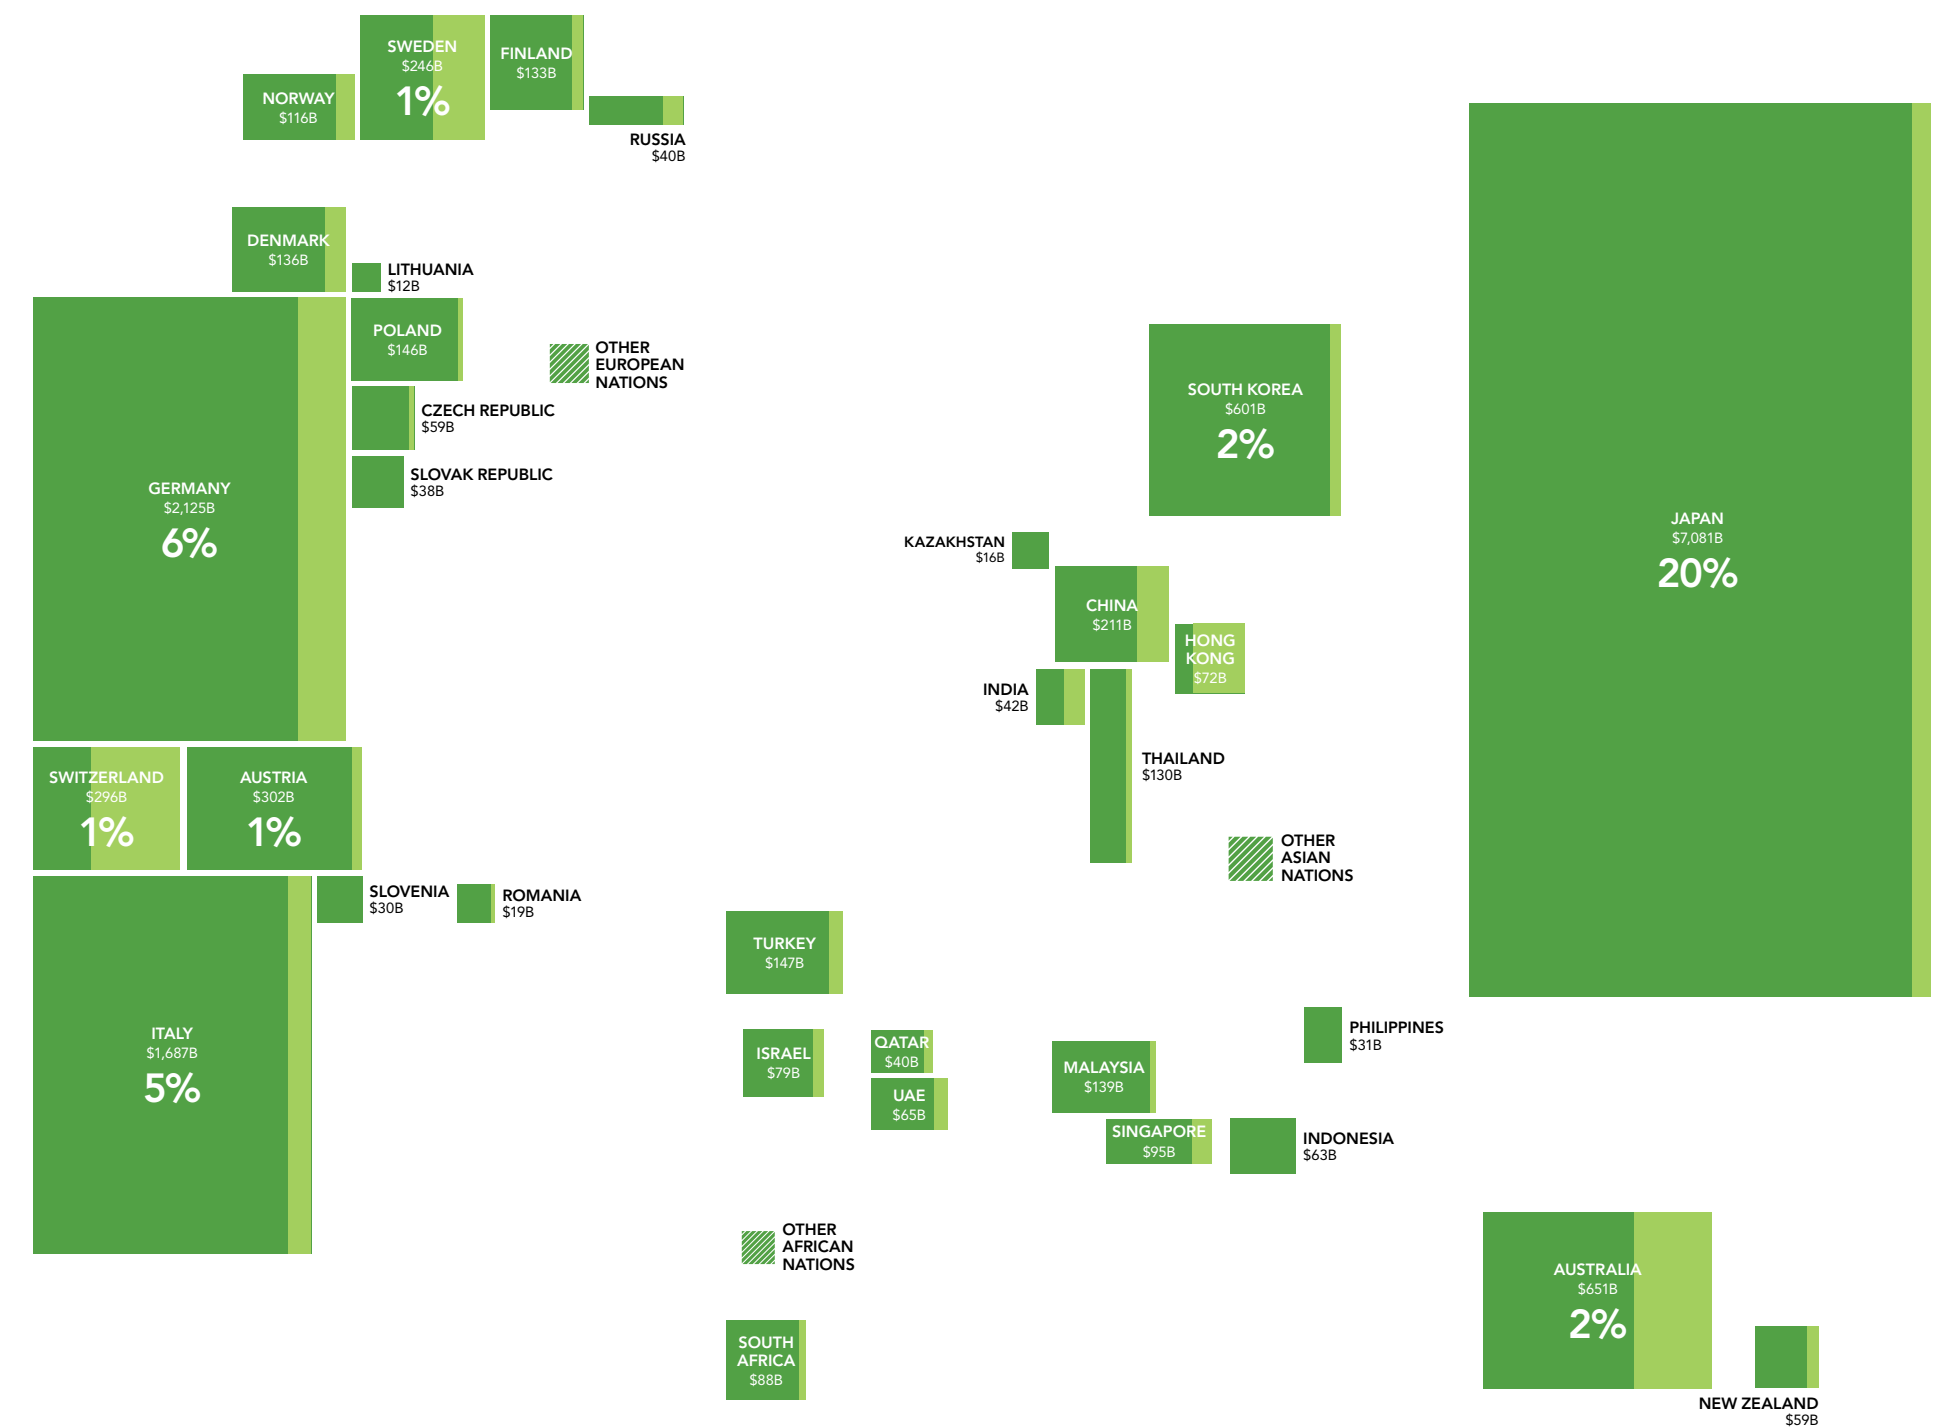 SWEDEN
$246B
1%
FINLAND
$133B
NORWAY
$116B
RUSSIA
$40B
DENMARK
$136B
LITHUANIA
$12B
POLAND
$146B
OTHER
EUROPEAN
NATIONS
CZECH REPUBLIC
$59B
SLOVAK REPUBLIC
$38B
GERMANY
$2,125B
6%
SOUTH KOREA
$601B
2%
JAPAN
$7,081B
20%
KAZAKHSTAN
$16B
CHINA
$211B
HONG
KONG
$72B
INDIA
$42B
THAILAND
$130B
SWITZERLAND
$296B
1%
AUSTRIA
$302B
1%
OTHER
ASIAN
NATIONS
SLOVENIA
$30B
ROMANIA
$19B
TURKEY
$147B
ITALY
$1,687B
5%
ISRAEL
$79B
QATAR
$40B
UAE
$65B
MALAYSIA
$139B
SINGAPORE
$95B
PHILIPPINES
$31B
INDONESIA
$63B
OTHER
AFRICAN
NATIONS
SOUTH
AFRICA
$88B
AUSTRALIA
$651B
2%
NEW ZEALAND
$59B